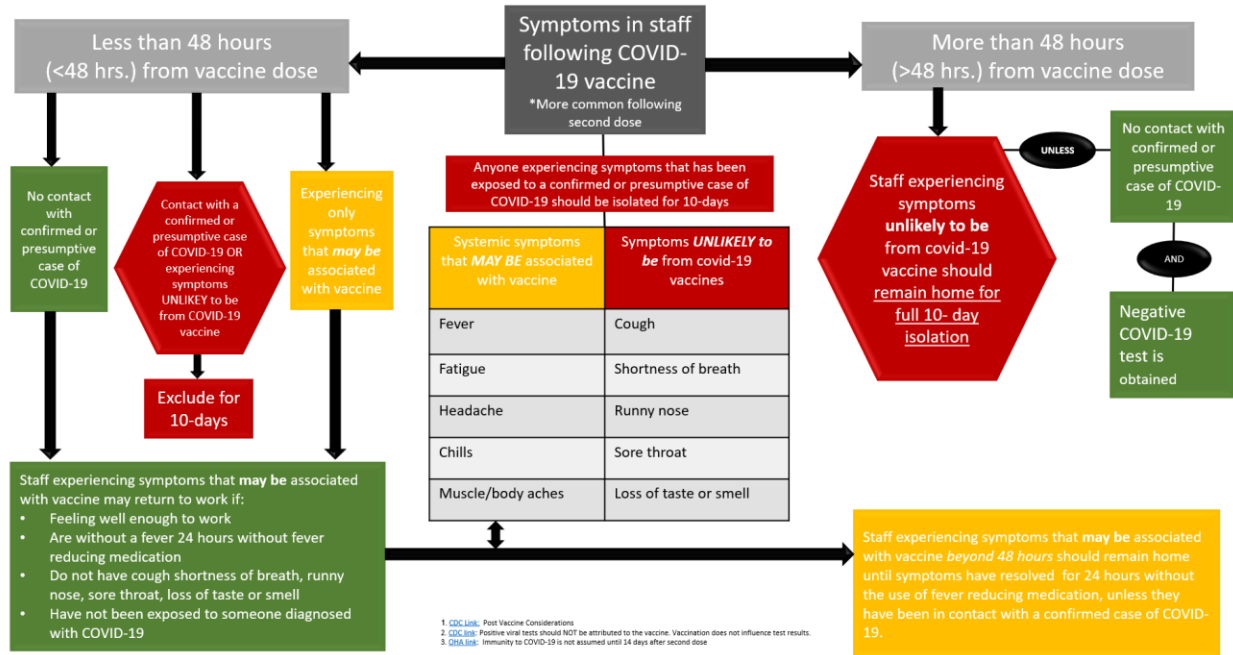 Less than 48 hours
(<48 hrs.) from vaccine dose
Symptoms in staff
following COVID-
19 vaccine
*More common following
second dose
More than 48 hours
(>48 hrs.) from vaccine dose
No contact
with
confirmed or
presumptive
case of
COVID-19
Contact with a
confirmed or
presumptive case
of COVID-19 OR
experiencing
symptoms
UNLIKEY to be
from COVID-19
vaccine
Exclude for
10-days
Experiencing
only
symptoms
that may be
associated
with vaccine
Anyone experiencing symptoms that has been
exposed to a confirmed or presumptive case of
COVID-19 should be isolated for 10-days
Systemic symptoms
that MAY BE associated
with vaccine
Symptoms UNLIKELY to
be from covid-19
vaccines
Fever
Cough
Fatigue
Shortness of breath
Headache
Runny nose
Chills
Sore throat
Muscle/body aches
Loss of taste or smell
Staff experiencing
symptoms
unlikely to be
from covid-19
vaccine should
remain home for
full 10- day
isolation
UNLESS
No contact with
confirmed or
presumptive
case of COVID-
19
AND
Negative
COVID-19
test is
obtained
Staff experiencing symptoms that may be associated
with vaccine may return to work if:
• Feeling well enough to work
• Are without a fever 24 hours without fever
reducing medication
• Do not have cough shortness of breath, runny
nose, sore throat, loss of taste or smell
• Have not been exposed to someone diagnosed
with COVID-19
Staff experiencing symptoms that may be associated
with vaccine beyond 48 hours should remain home
until symptoms have resolved for 24 hours without
the use of fever reducing medication, unless they
have been in contact with a confirmed case of COVID-
19.
1. CDC Link: Post Vaccine Considerations
2. CDC link: Positive viral tests should NOT be attributed to the vaccine. Vaccination does not influence test results.
3. OHA link: Immunity to COVID-19 is not assumed until 14 days after second dose